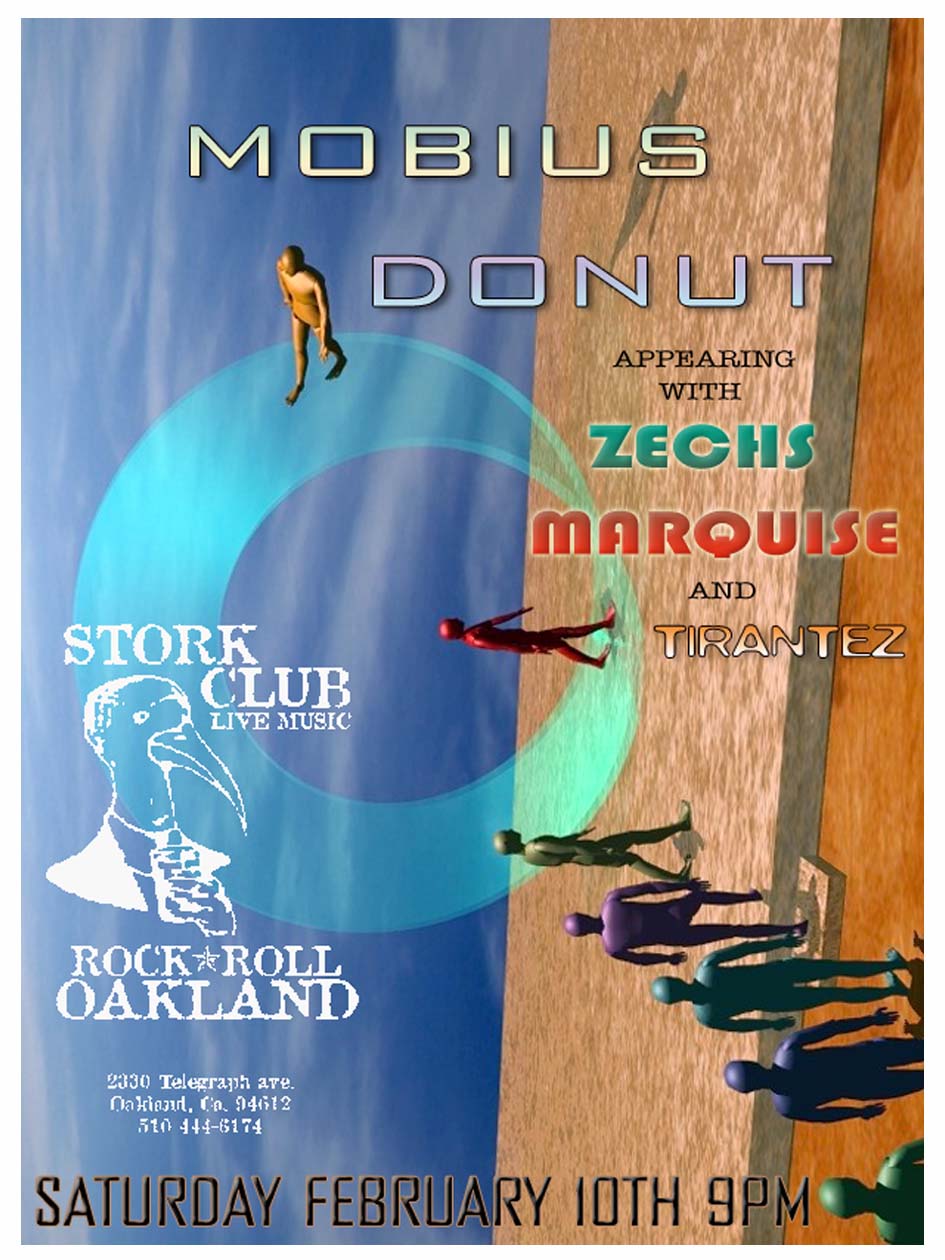 MOBIUS
DONUT
APPEARING
WITH
ZECHS
MARQUISE
AND
TIRANTEZ
STORK
CLUB
LIVE MUSIC
ROCK★ROLL
OAKLAND
2330 Telegraph ave.
Oakland, Ca. 94612
510 444-6174
SATURDAY FEBRUARY 10TH 9PM